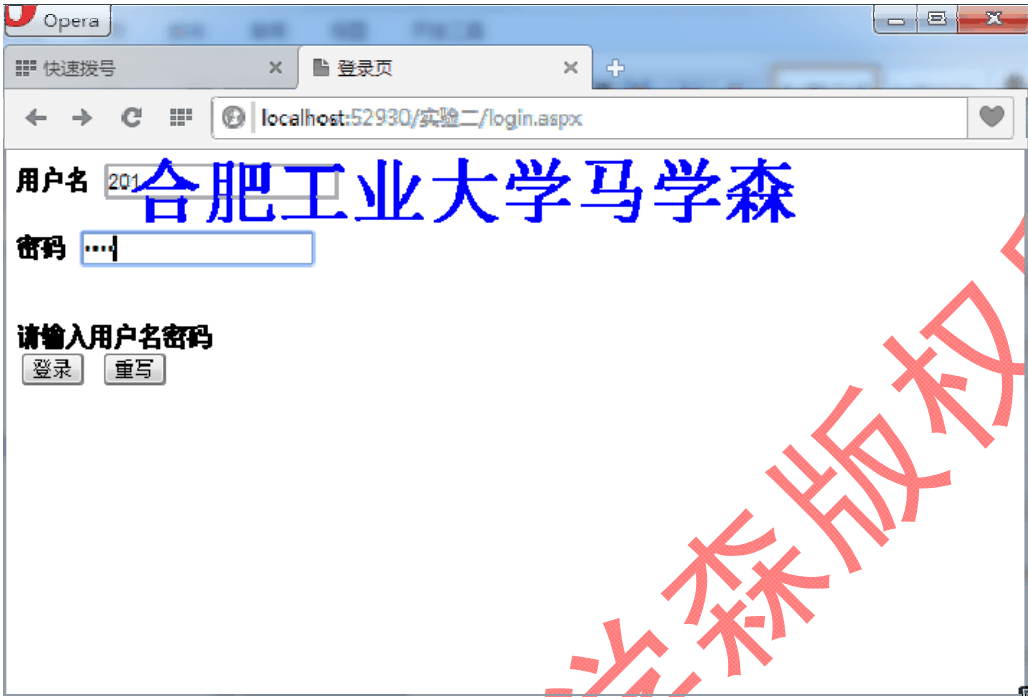 Opera
快速拨号
登录页
localhost:52930/实验二/login.aspx
用户名 201
合肥工业大学马学森
密码 ••••
请输入用户名密码
登录 重写
学森版权